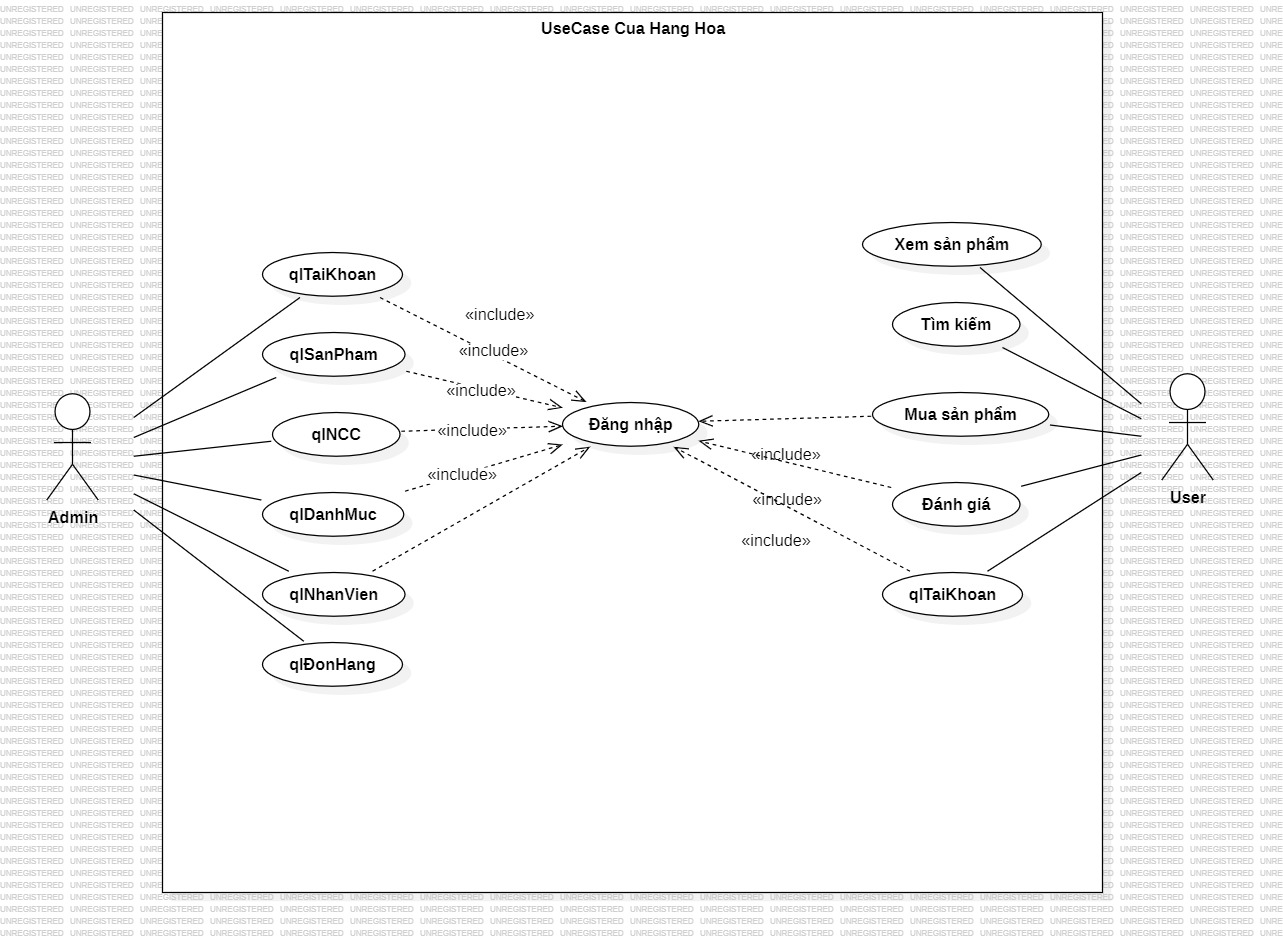 UseCase Cua Hang Hoa
Xem sản phẩm
qlTaiKhoan
«include»
Tìm kiếm
«include»
qlSanPham
«include»
Mua sản phẩm
Đăng nhập
qlNCC
«include»
«include»
«include»
Đánh giá
«include»
User
qlDanhMuc
Admin
«include»
qlNhanVien
qlTaiKhoan
qlĐonHang
UNREGISTERED